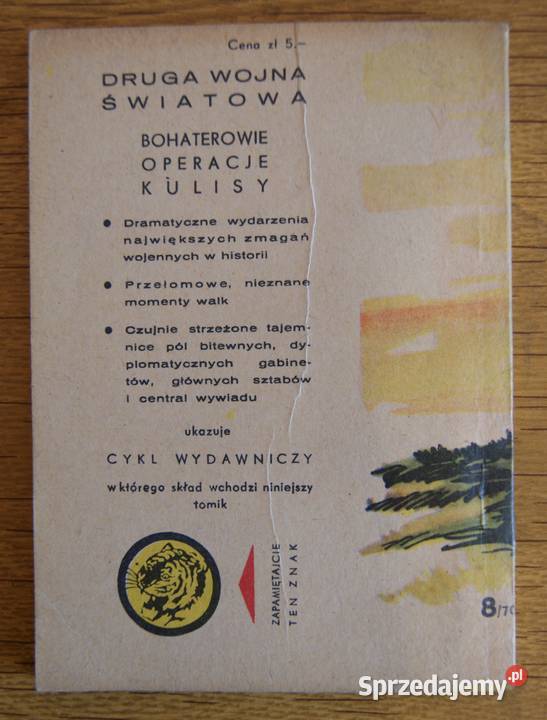 Cena zł 5.–
DRUGA WOJNA
ŚWIATOWA
BOHATEROWIE
OPERACJE
KULISY
● Dramatyczne wydarzenia
największych zmagań
wojennych w historii
● Przełomowe, nieznane
momenty walk
● Czujnie strzeżone tajem-
nice pól bitewnych, dy-
plomatycznych gabine-
tów, głównych sztabów
i central wywiadu
ukazuje
CYKL WYDAWNICZY
w którego skład wchodzi niniejszy
tomik
ZAPAMIĘTAJCIE
TEN ZNAK
8/70
Sprzedajemy.pl